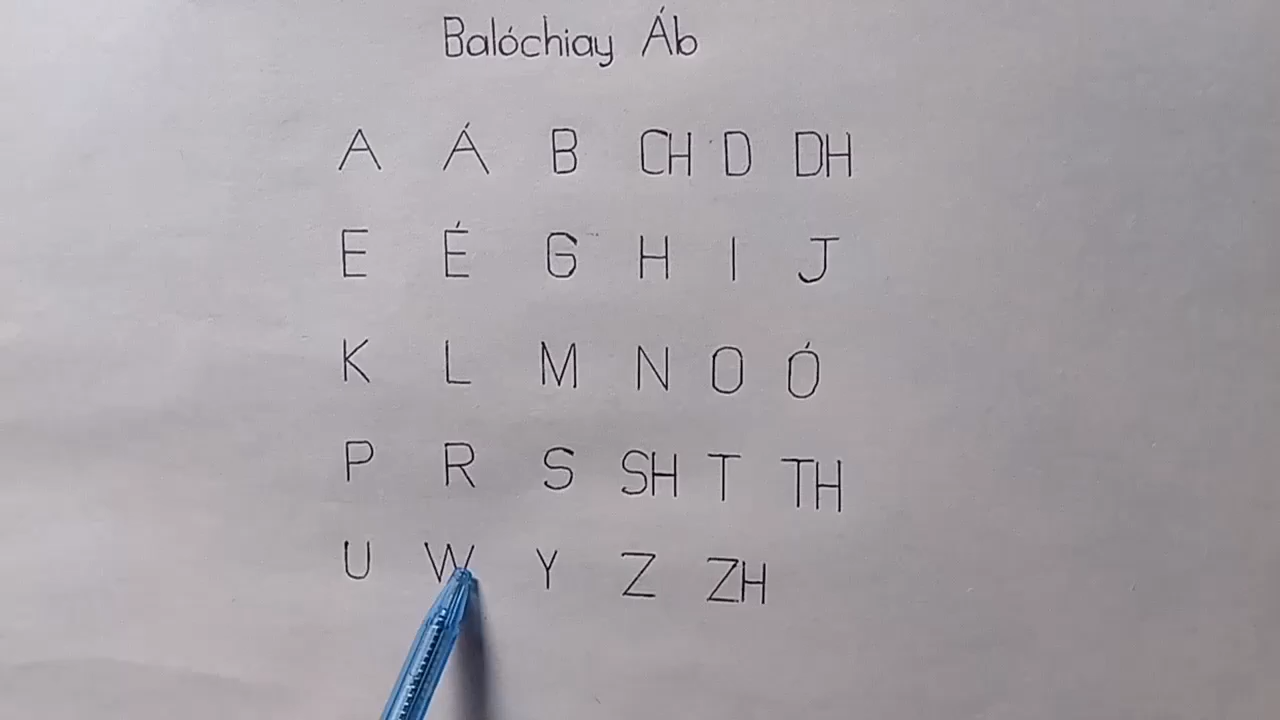 Balóchiay Áb
A Á B CH D DH
E É G H I J
K L M N O Ó
P R S SH T TH
U W Y Z ZH